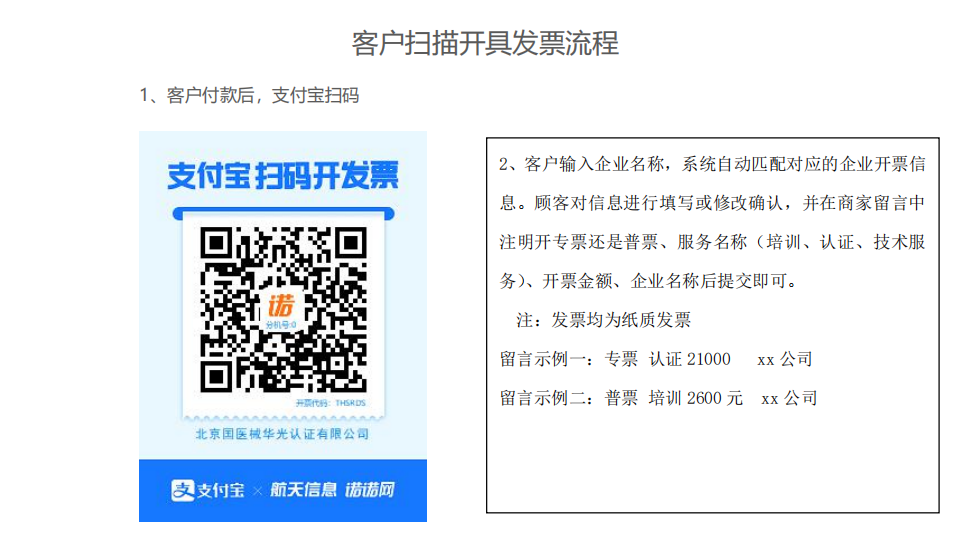 客户扫描开具发票流程
1、客户付款后，支付宝扫码
支付宝 扫码开发票
诺
分机号:0
开票代码：THSRDS
北京国医械华光认证有限公司
支 支付宝 × 航天信息 诺诺网
2、客户输入企业名称，系统自动匹配对应的企业开票信
息。顾客对信息进行填写或修改确认，并在商家留言中
注明开专票还是普票、服务名称（培训、认证、技术服
务）、开票金额、企业名称后提交即可。
注：发票均为纸质发票
留言示例一：专票 认证 21000 xx 公司
留言示例二：普票 培训 2600 元 xx 公司